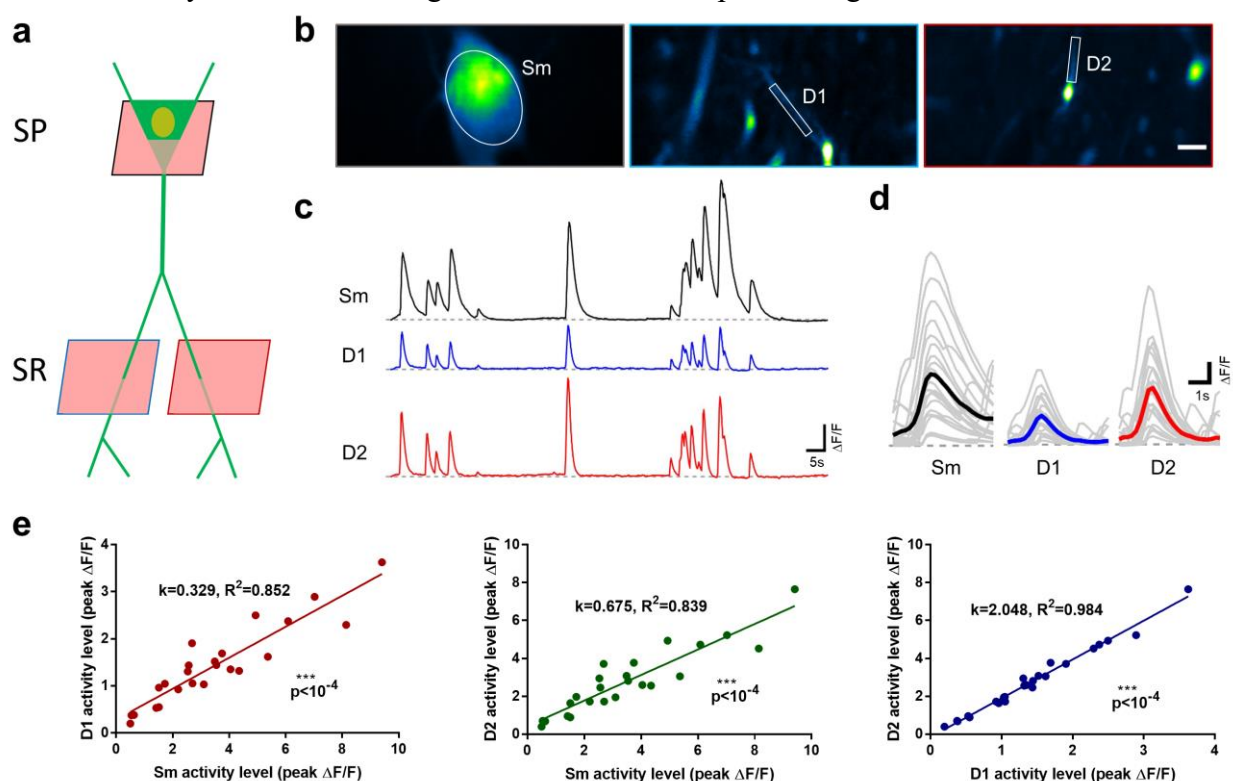 a
SP
SR
b
Sm
D1
D2
c
Sm
D1
D2
5s
ΔF/F
d
1s
ΔF/F
Sm
D1
D2
e
D1 activity level (peak ΔF/F)
4
3
2
1
0
k=0.329, R²=0.852
***
p<10⁻⁴
0 2 4 6 8 10
Sm activity level (peak ΔF/F)
D2 activity level (peak ΔF/F)
10
8
6
4
2
0
k=0.675, R²=0.839
***
p<10⁻⁴
0 2 4 6 8 10
Sm activity level (peak ΔF/F)
D2 activity level (peak ΔF/F)
10
8
6
4
2
0
k=2.048, R²=0.984
***
p<10⁻⁴
0 1 2 3 4
D1 activity level (peak ΔF/F)